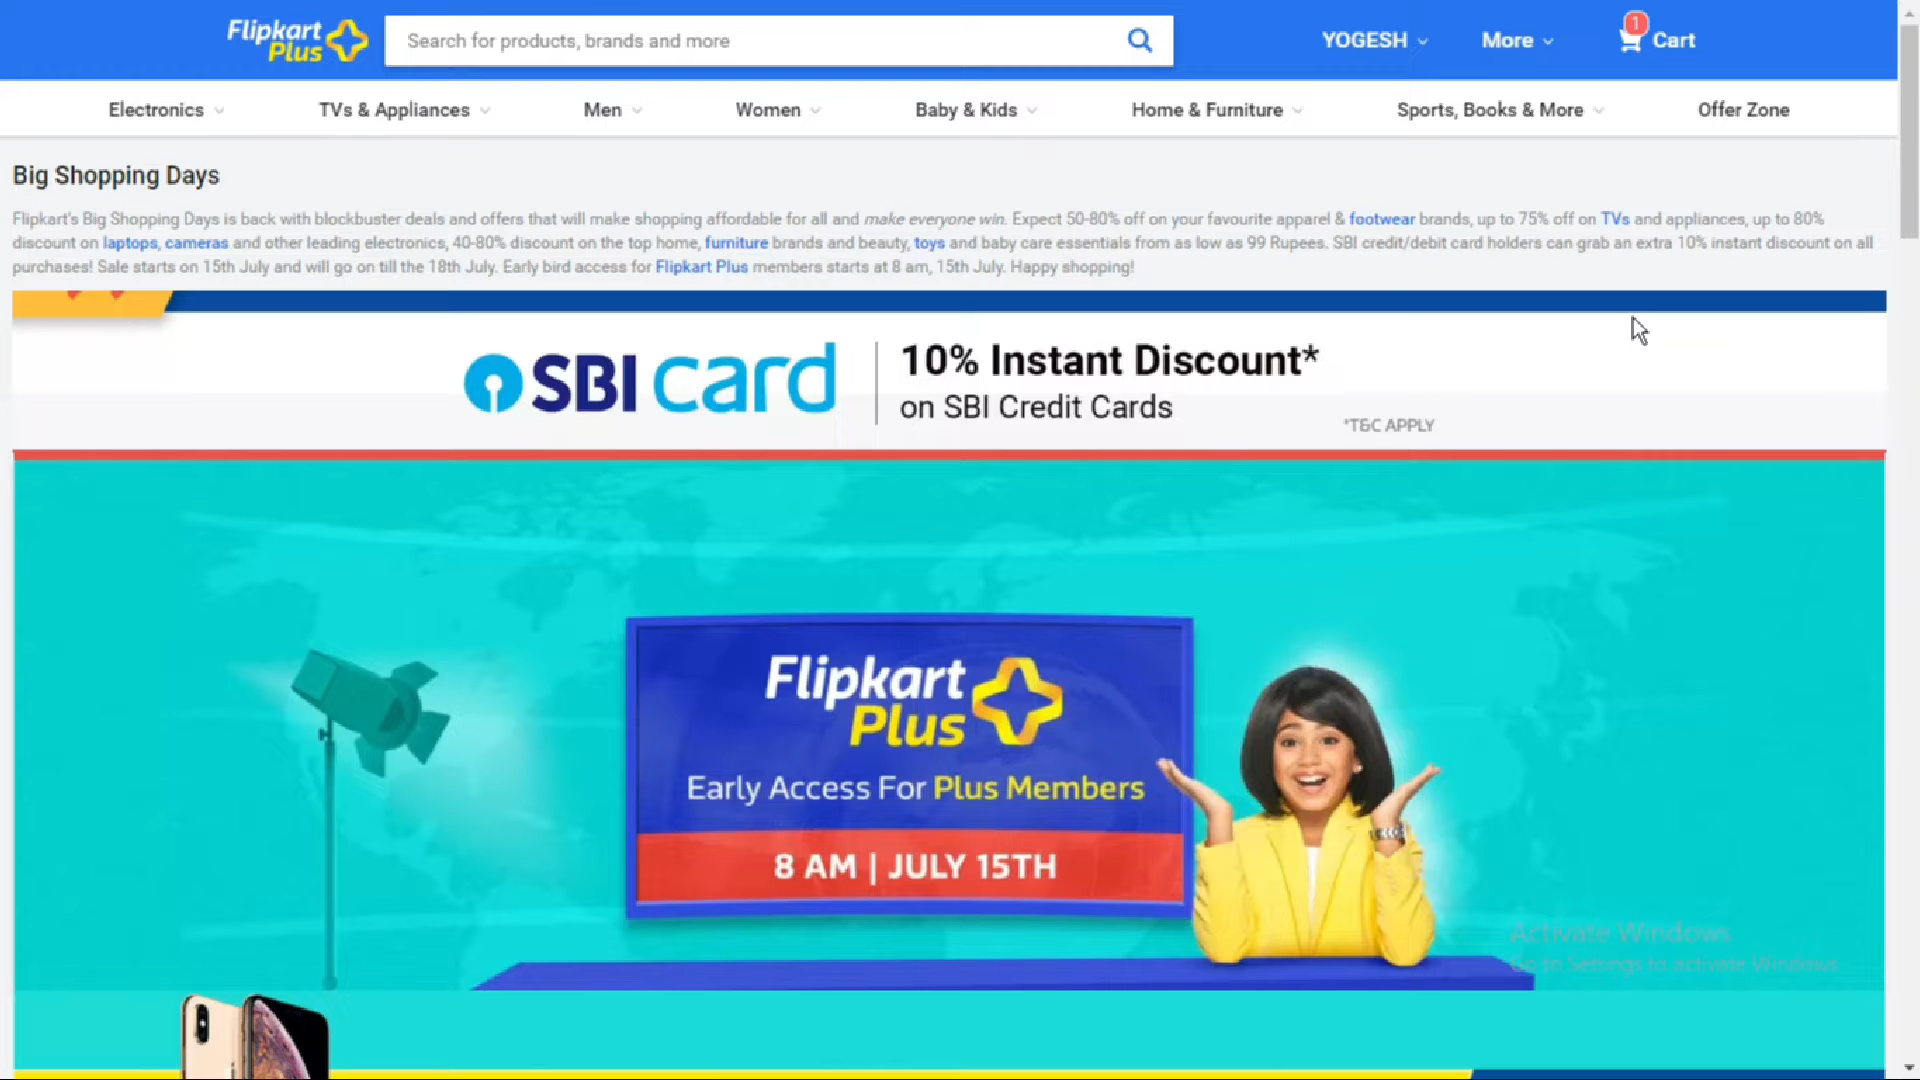 Flipkart
Plus
Search for products, brands and more
YOGESH
More
1
Cart
Electronics
TVs & Appliances
Men
Women
Baby & Kids
Home & Furniture
Sports, Books & More
Offer Zone
Big Shopping Days
Flipkart's Big Shopping Days is back with blockbuster deals and offers that will make shopping affordable for all and make everyone win. Expect 50-80% off on your favourite apparel & footwear brands, up to 75% off on TVs and appliances, up to 80%
discount on laptops, cameras and other leading electronics, 40-80% discount on the top home, furniture brands and beauty, toys and baby care essentials from as low as 99 Rupees. SBI credit/debit card holders can grab an extra 10% instant discount on all
purchases! Sale starts on 15th July and will go on till the 18th July. Early bird access for Flipkart Plus members starts at 8 am, 15th July. Happy shopping!
SBI card
10% Instant Discount*
on SBI Credit Cards
*T&C APPLY
Flipkart
Plus
Early Access For Plus Members
8 AM | JULY 15TH
Activate Windows
Go to Settings to activate Windows